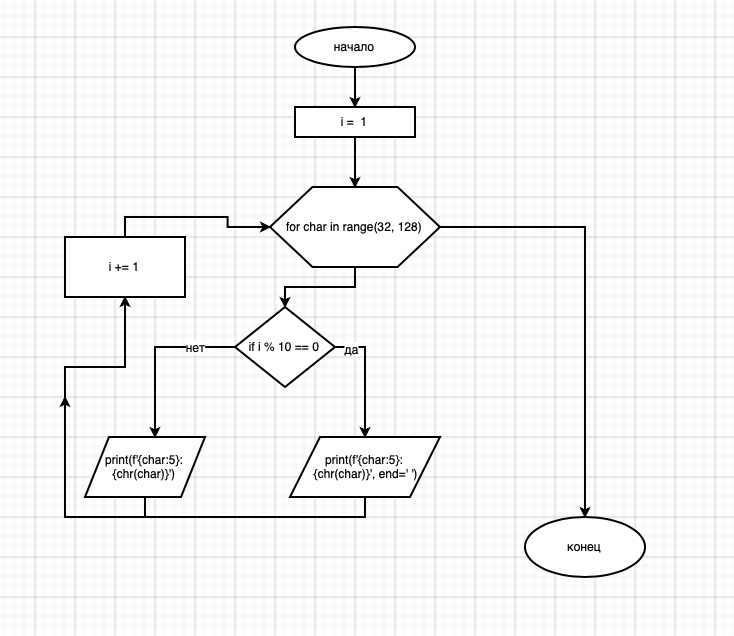 начало
i = 1
for char in range(32, 128)
i += 1
if i % 10 == 0
нет
да
print(f'{char:5}:
{chr(char)}')
print(f'{char:5}:
{chr(char)}', end=' ')
конец